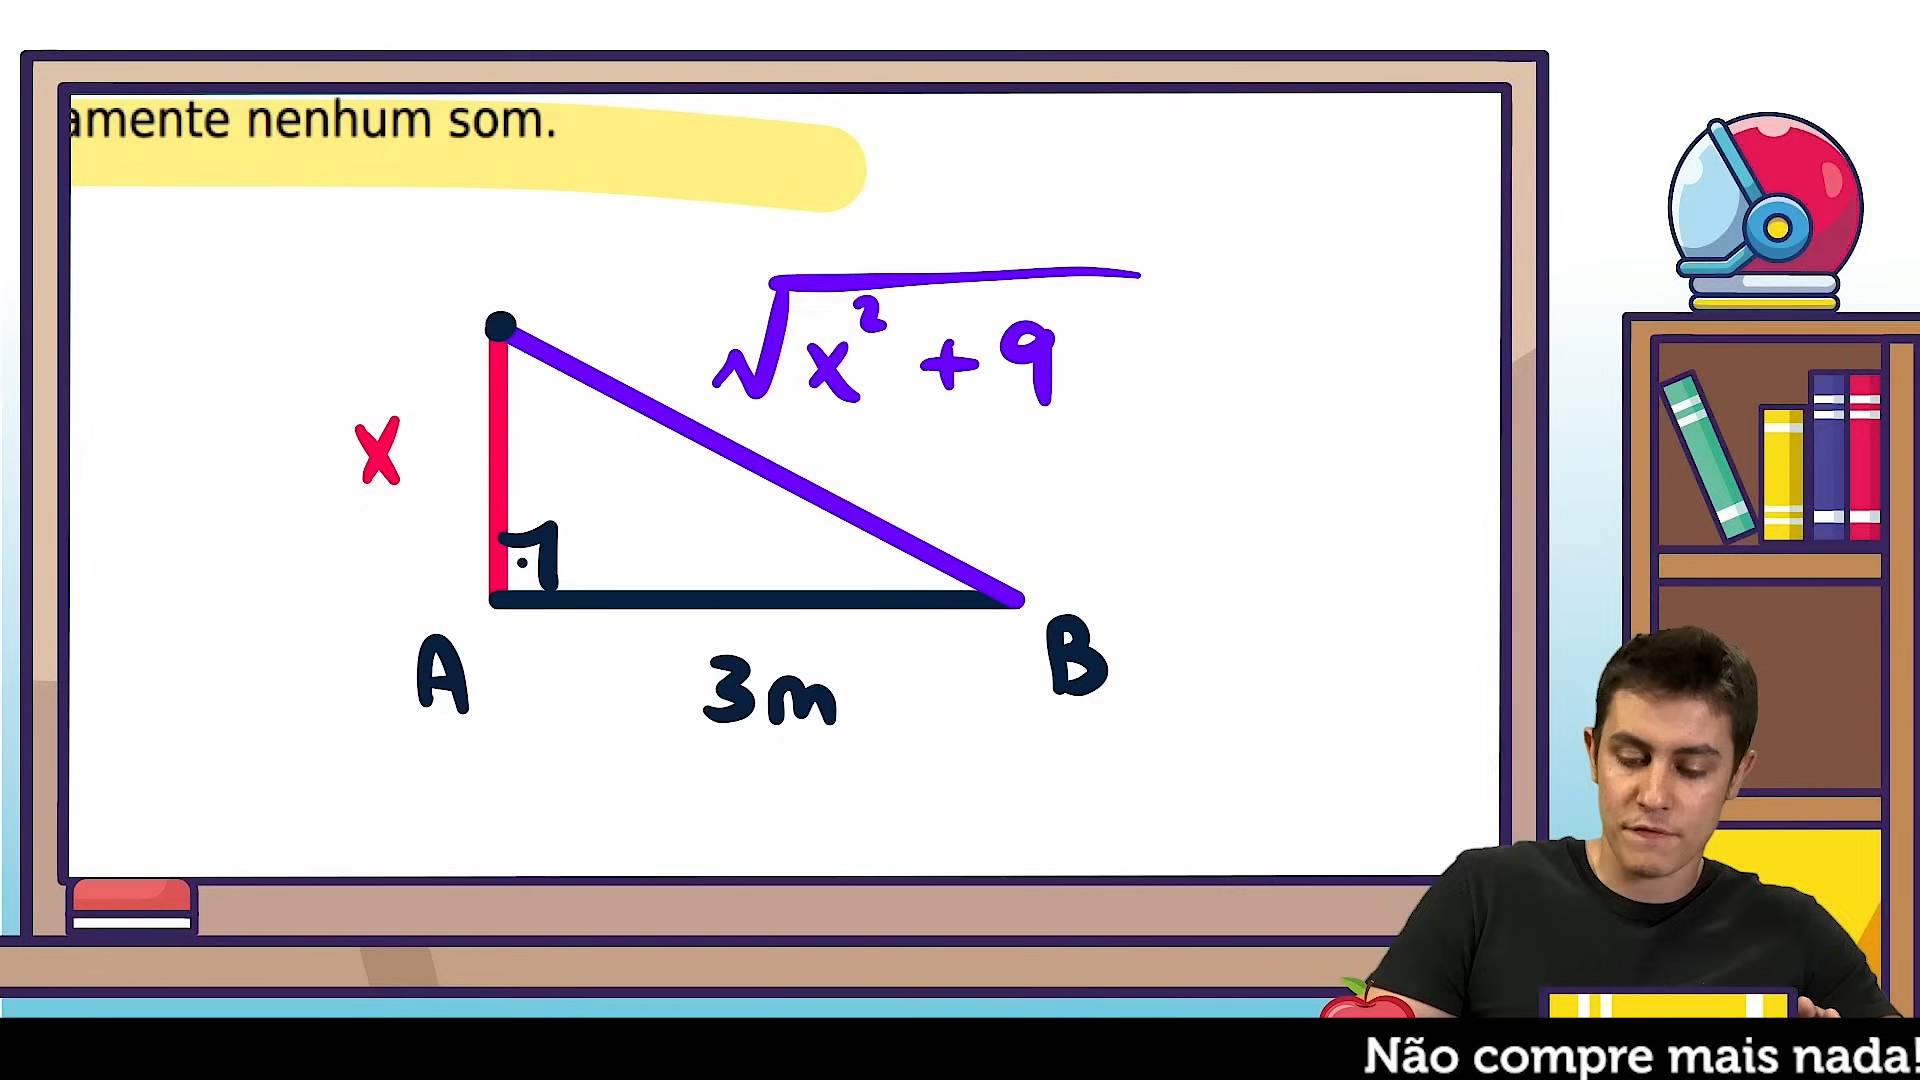 amente nenhum som.
√x² + 9
x
A
3m
B
Não compre mais nada!